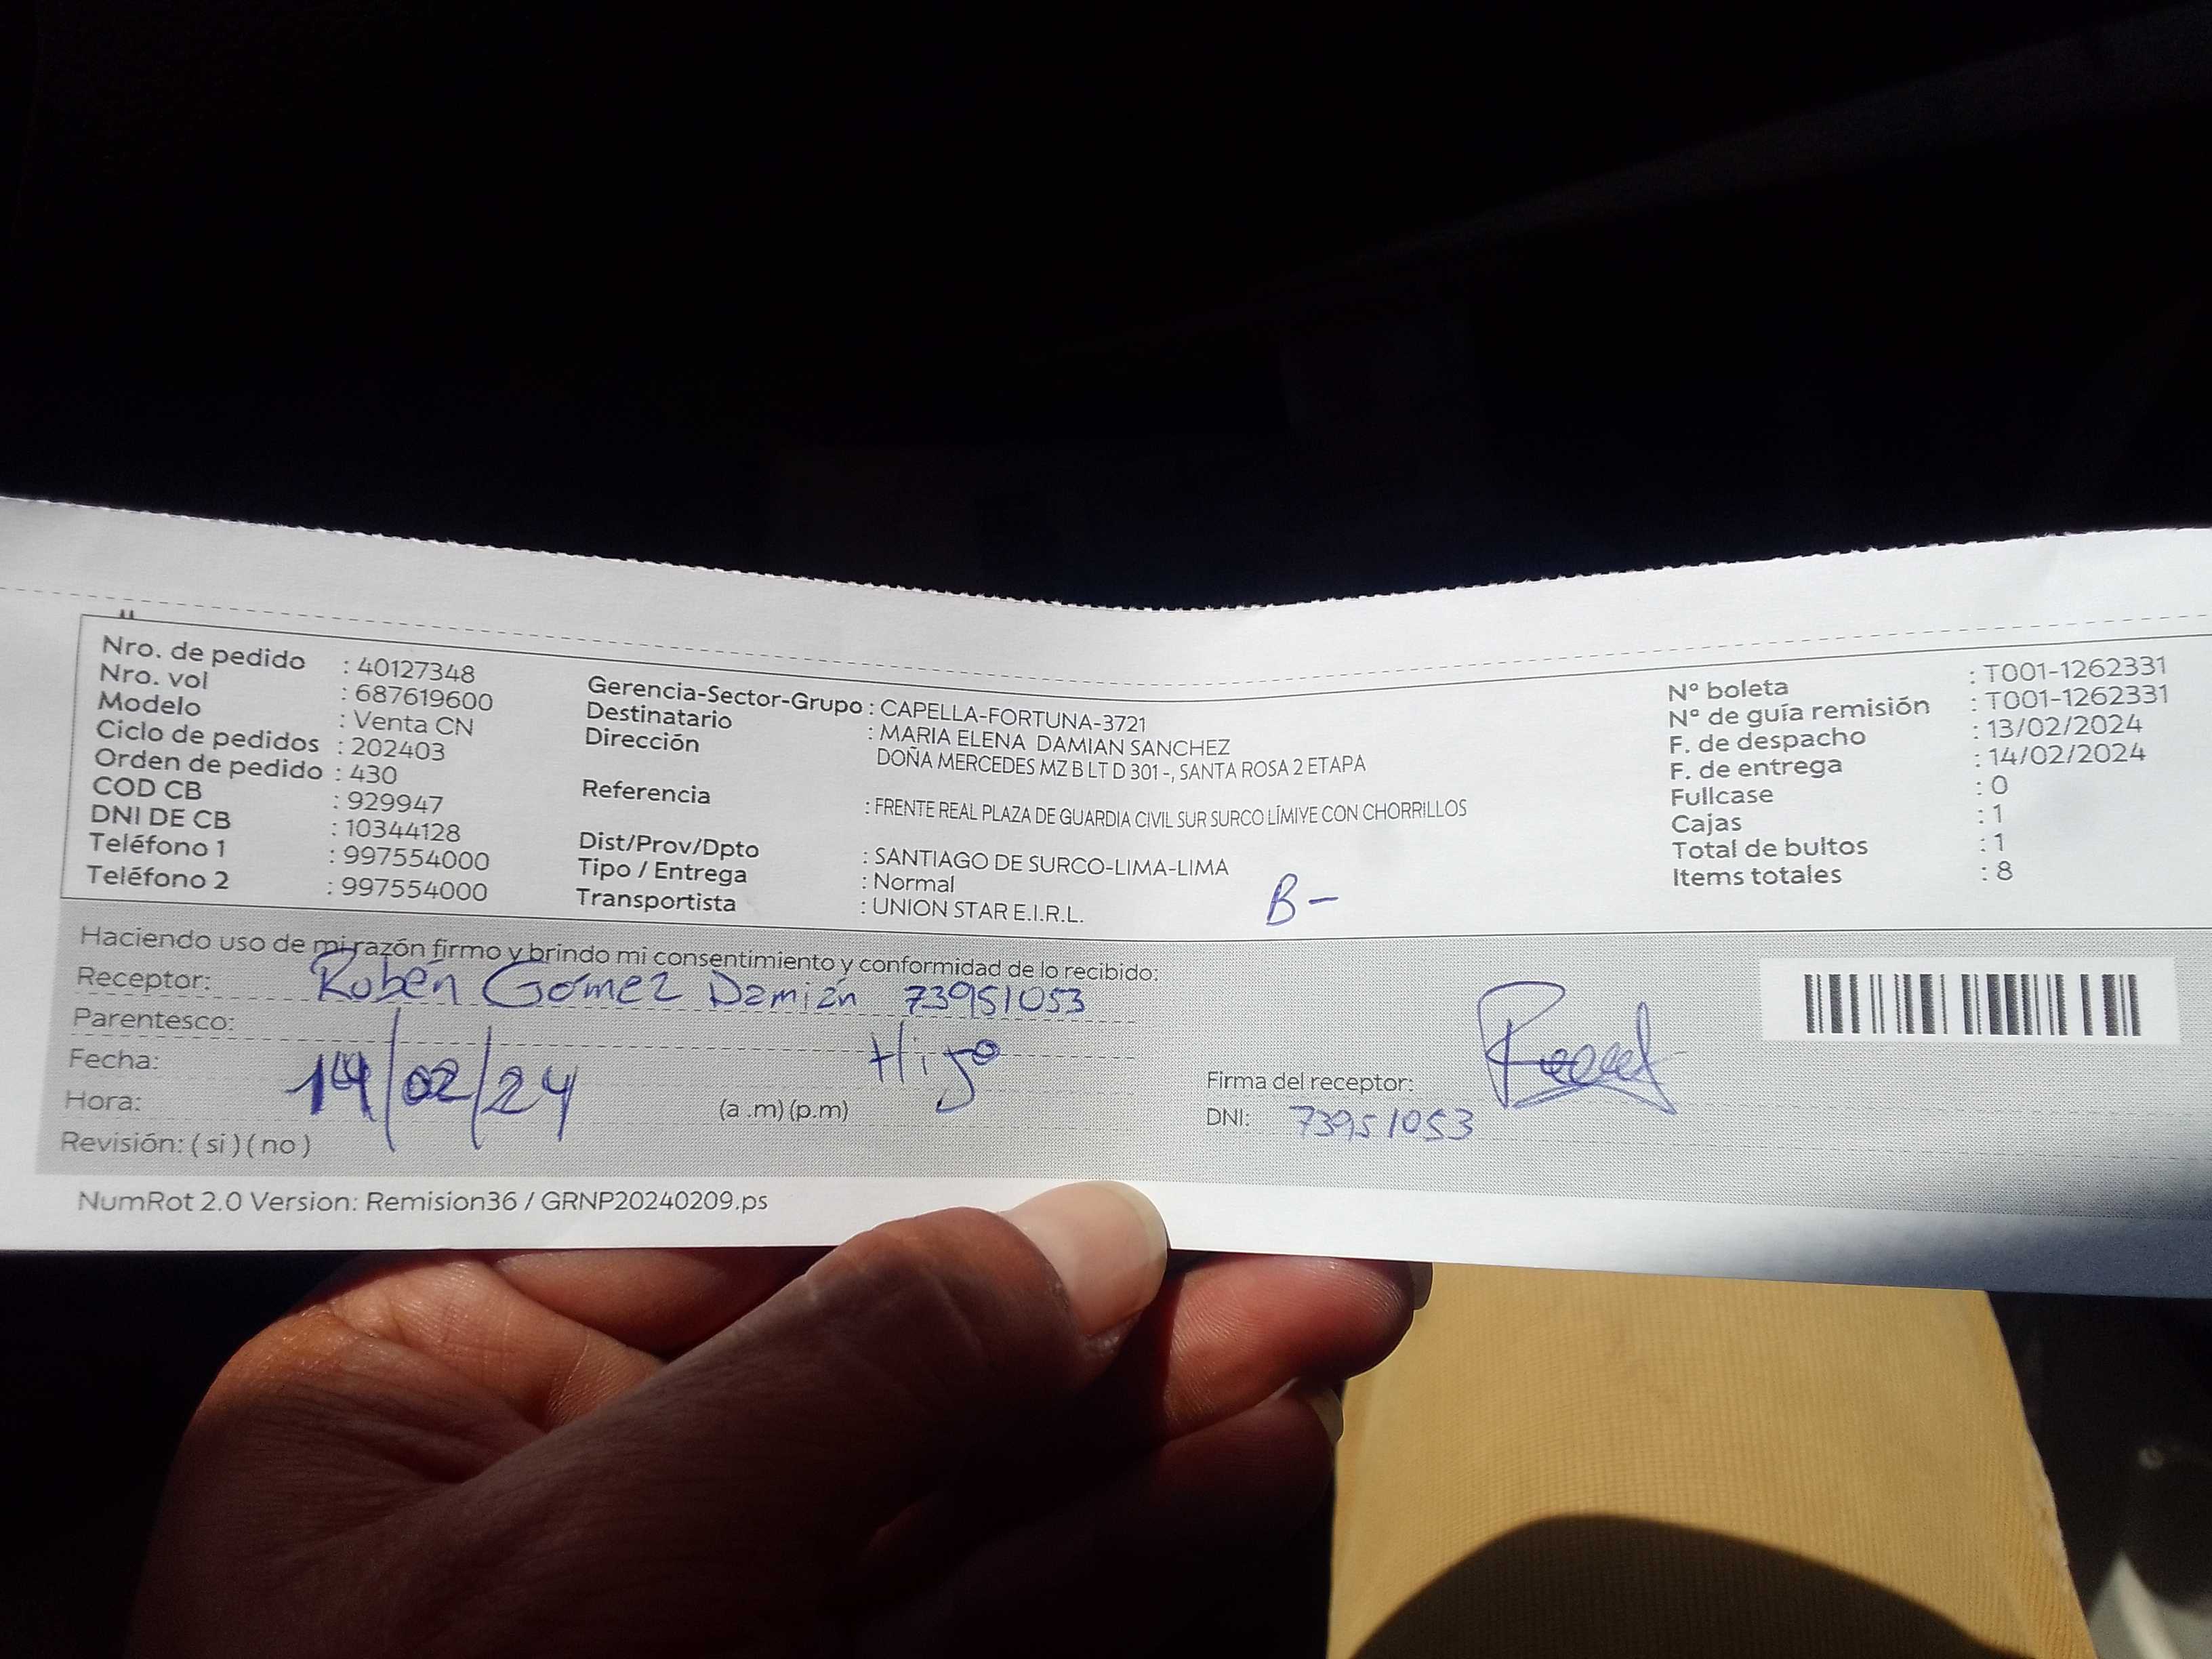 Nro. de pedido : 40127348
Nro. vol : 687619600
Modelo : Venta CN
Ciclo de pedidos : 202403
Orden de pedido : 430
COD CB : 929947
DNI DE CB : 10344128
Teléfono 1 : 997554000
Teléfono 2 : 997554000
Gerencia-Sector-Grupo : CAPELLA-FORTUNA-3721
Destinatario : MARIA ELENA DAMIAN SANCHEZ
Dirección DOÑA MERCEDES MZ B LT D 301 -, SANTA ROSA 2 ETAPA
Referencia : FRENTE REAL PLAZA DE GUARDIA CIVIL SUR SURCO LÍMIYE CON CHORRILLOS
Dist/Prov/Dpto : SANTIAGO DE SURCO-LIMA-LIMA
Tipo / Entrega : Normal
Transportista : UNION STAR E.I.R.L.
B-
N° boleta : T001-1262331
N° de guía remisión : T001-1262331
F. de despacho : 13/02/2024
F. de entrega : 14/02/2024
Fullcase : 0
Cajas : 1
Total de bultos : 1
Items totales : 8
Haciendo uso de mi razón firmo y brindo mi consentimiento y conformidad de lo recibido:
Receptor: Rubén Gómez Damián 73951053
Parentesco: Hijo
Fecha: 14/02/24
Hora: (a .m) (p.m)
Revisión: ( si ) ( no )
Firma del receptor:
DNI: 73951053
NumRot 2.0 Version: Remision36 / GRNP20240209.ps